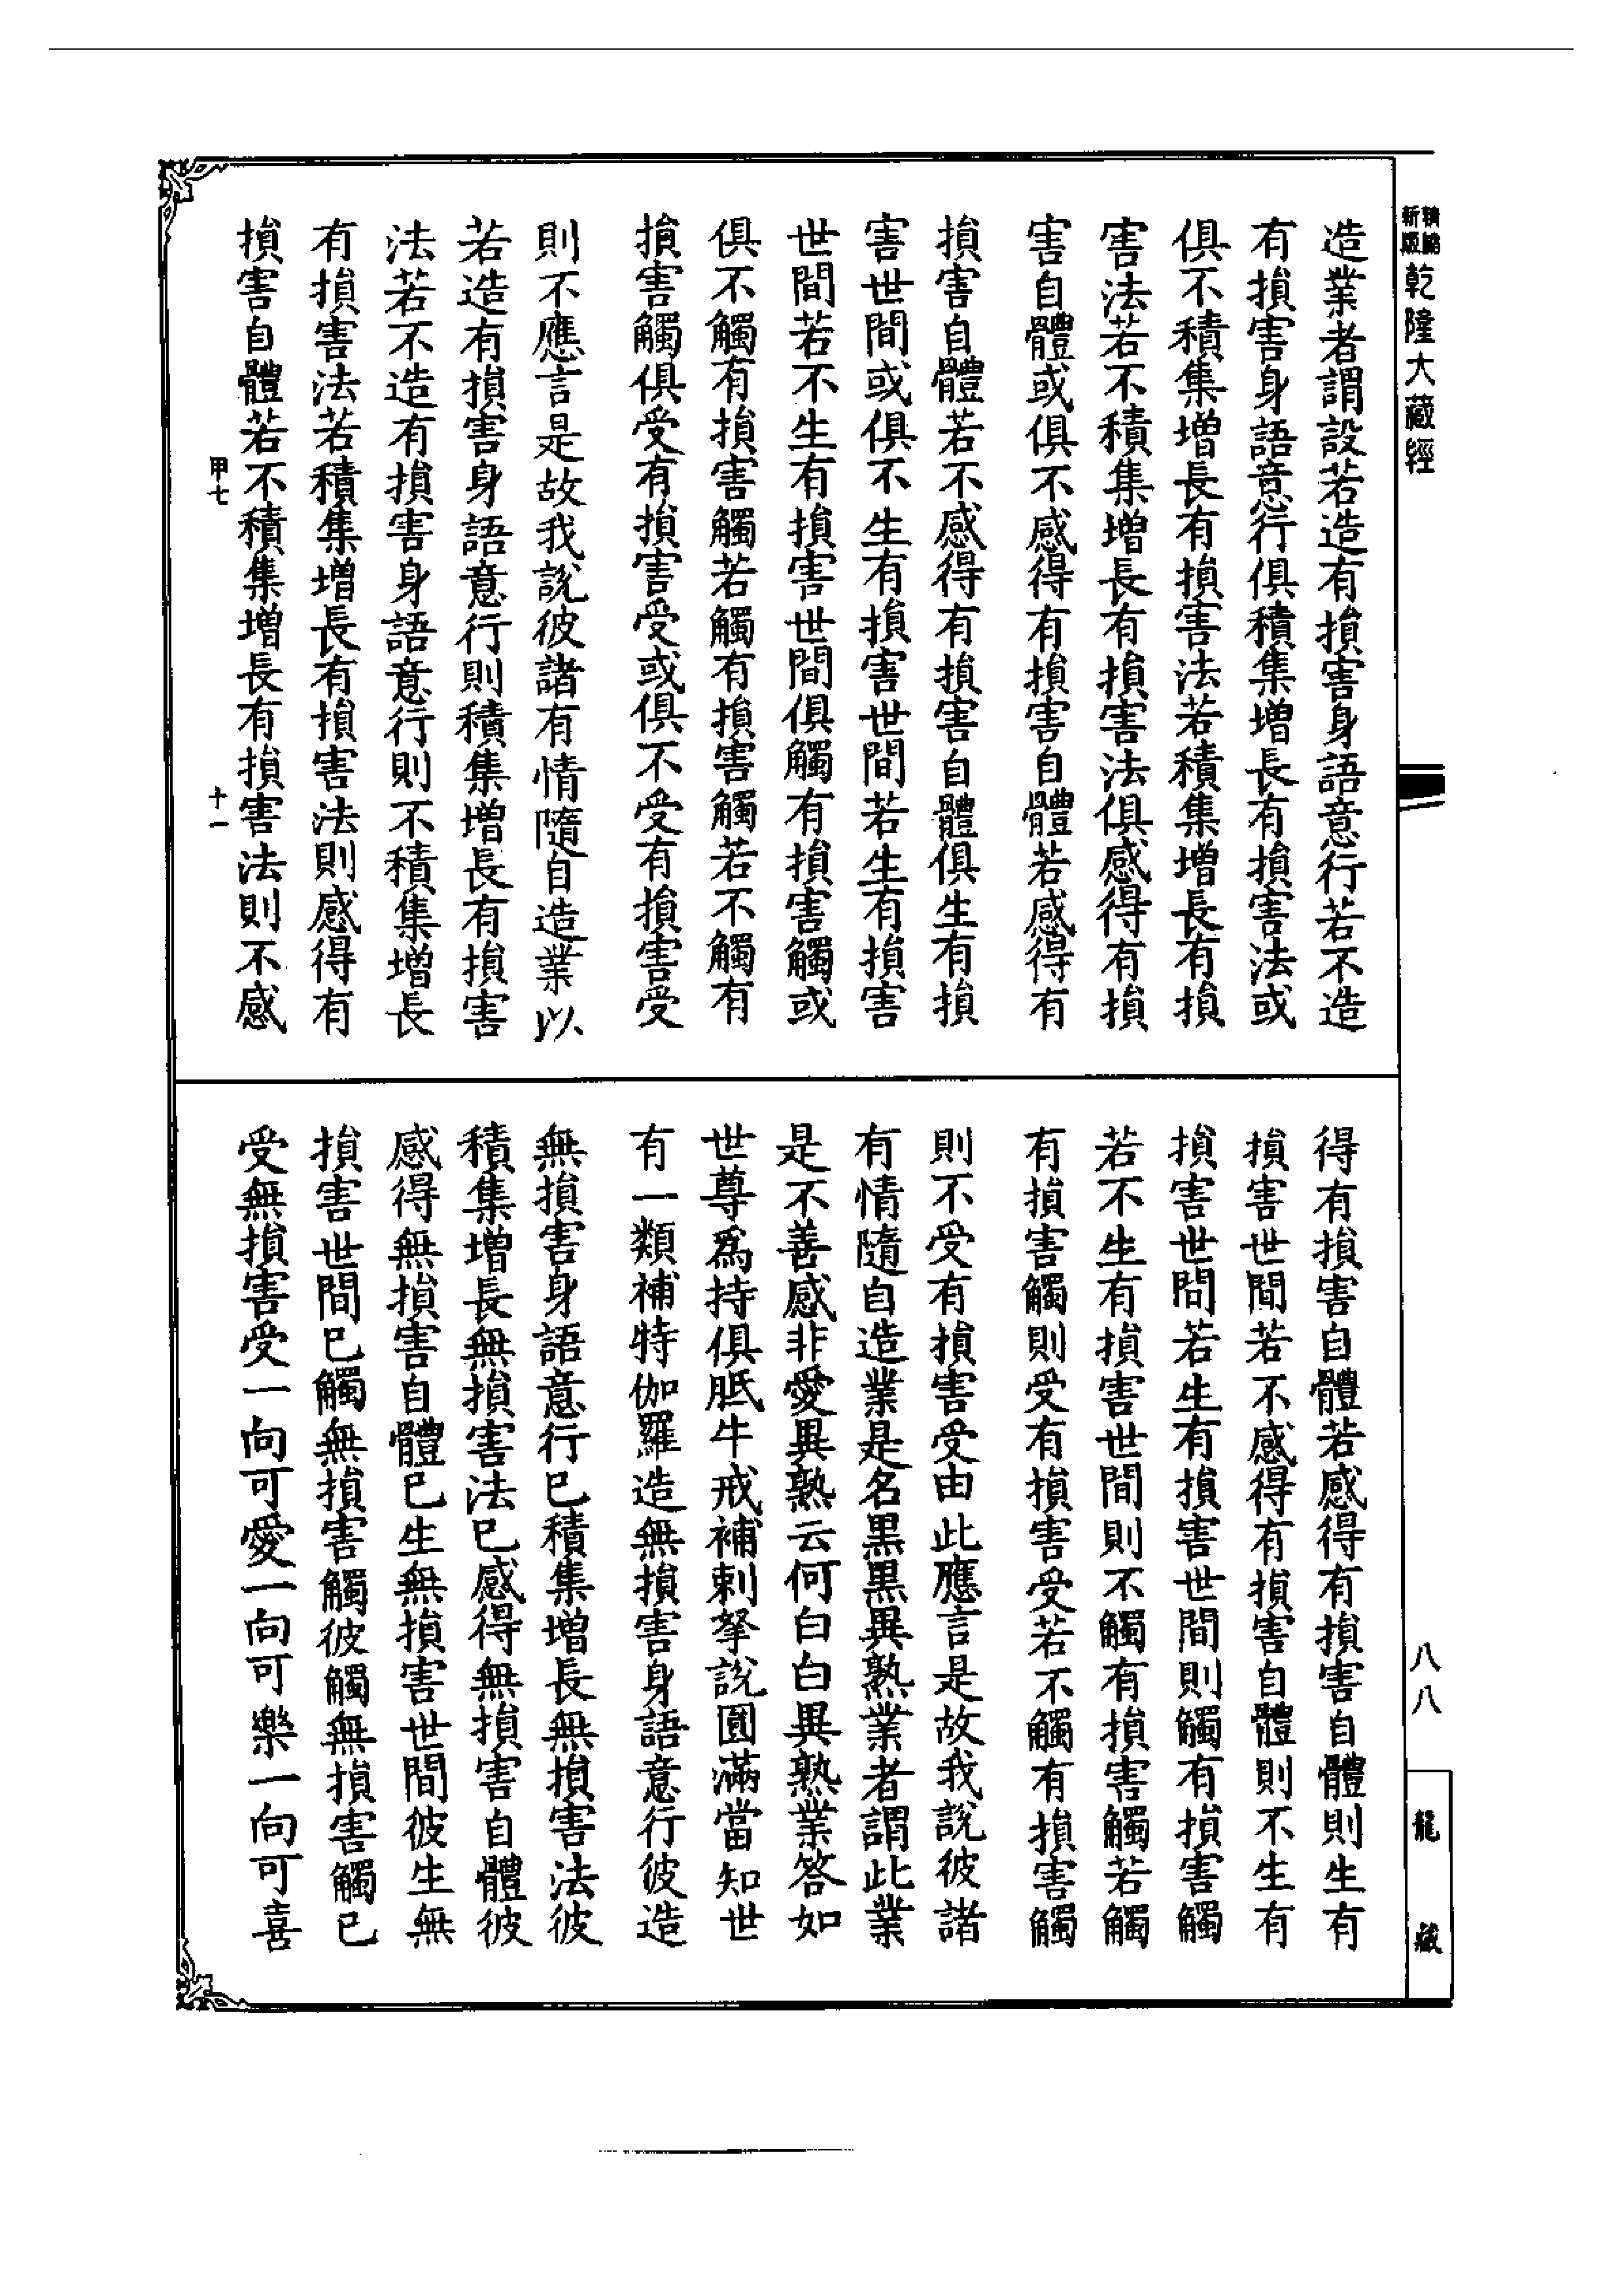 新版
精縮
乾隆大藏經
八八
龍藏
造業者謂設若造有損害身語意行若不造
有損害身語意行俱積集增長有損害法或
俱不積集增長有損害法若積集增長有損
害法若不積集增長有損害法俱感得有損
害自體或俱不感得有損害自體若感得有
損害自體若不感得有損害自體俱生有損
害世間或俱不生有損害世間若生有損害
世間若不生有損害世間俱觸有損害觸或
俱不觸有損害觸若觸有損害觸若不觸有
損害觸俱受有損害受或俱不受有損害受
則不應言是故我說彼諸有情隨自造業以
若造有損害身語意行則積集增長有損害
法若不造有損害身語意行則不積集增長
有損害法若積集增長有損害法則感得有
損害自體若不積集增長有損害法則不感
甲七
十一
得有損害自體若感得有損害自體則生有
損害世間若不感得有損害自體則不生有
損害世間若生有損害世間則觸有損害觸
若不生有損害世間則不觸有損害觸若觸
有損害觸則受有損害受若不觸有損害觸
則不受有損害受由此應言是故我說彼諸
有情隨自造業是名黑黑異熟業者謂此業
是不善感非愛異熟云何白白異熟業答如
世尊為持俱胝牛戒補剌拏說圓滿當知世
有一類補特伽羅造無損害身語意行彼造
無損害身語意行已積集增長無損害法彼
積集增長無損害法已感得無損害自體彼
感得無損害自體已生無損害世間彼生無
損害世間已觸無損害觸彼觸無損害觸已
受無損害受一向可愛一向可樂一向可喜